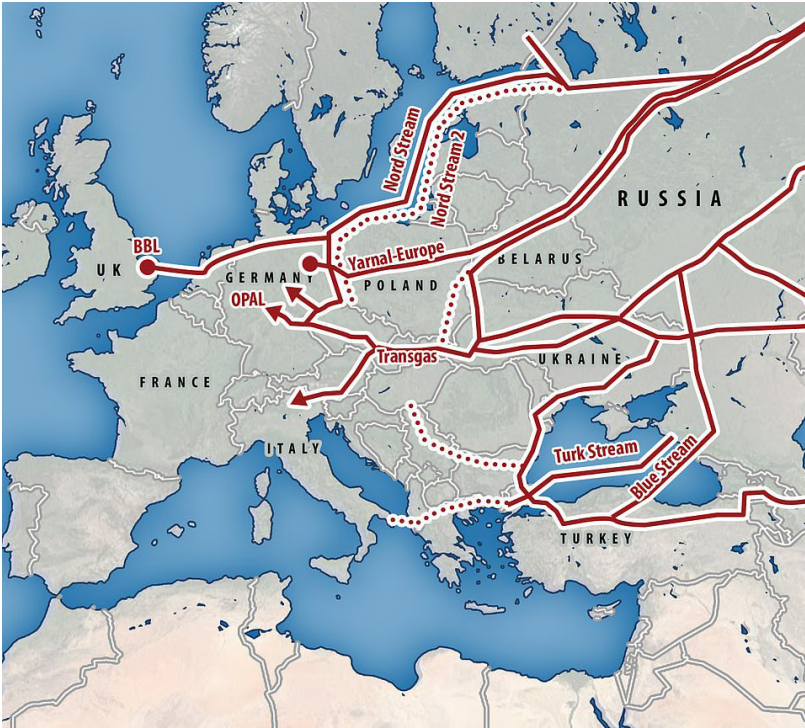 Nord Stream
Nord Stream 2
RUSSIA
BBL
UK
GERMANY
Yarnal-Europe
BELARUS
POLAND
OPAL
Transgas
UKRAINE
FRANCE
ITALY
Turk Stream
Blue Stream
TURKEY